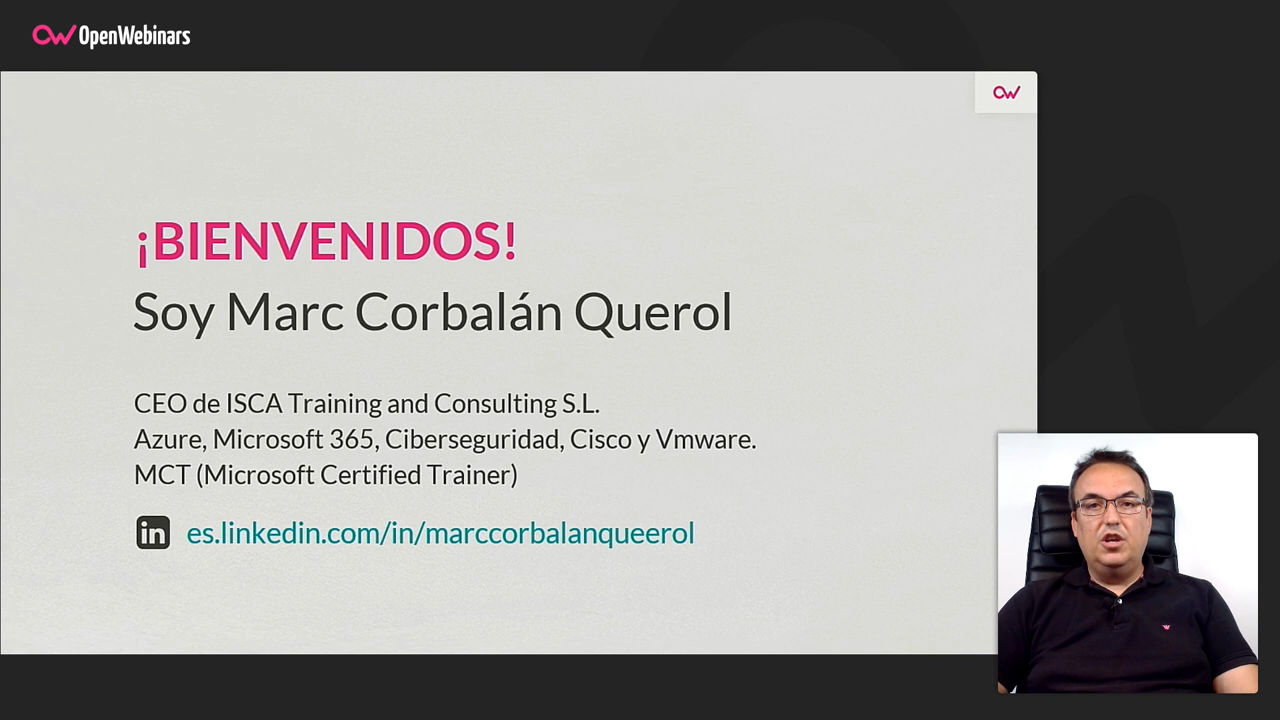 OpenWebinars
¡BIENVENIDOS!
Soy Marc Corbalán Querol
CEO de ISCA Training and Consulting S.L.
Azure, Microsoft 365, Ciberseguridad, Cisco y Vmware.
MCT (Microsoft Certified Trainer)
in es.linkedin.com/in/marccorbalanqueerol